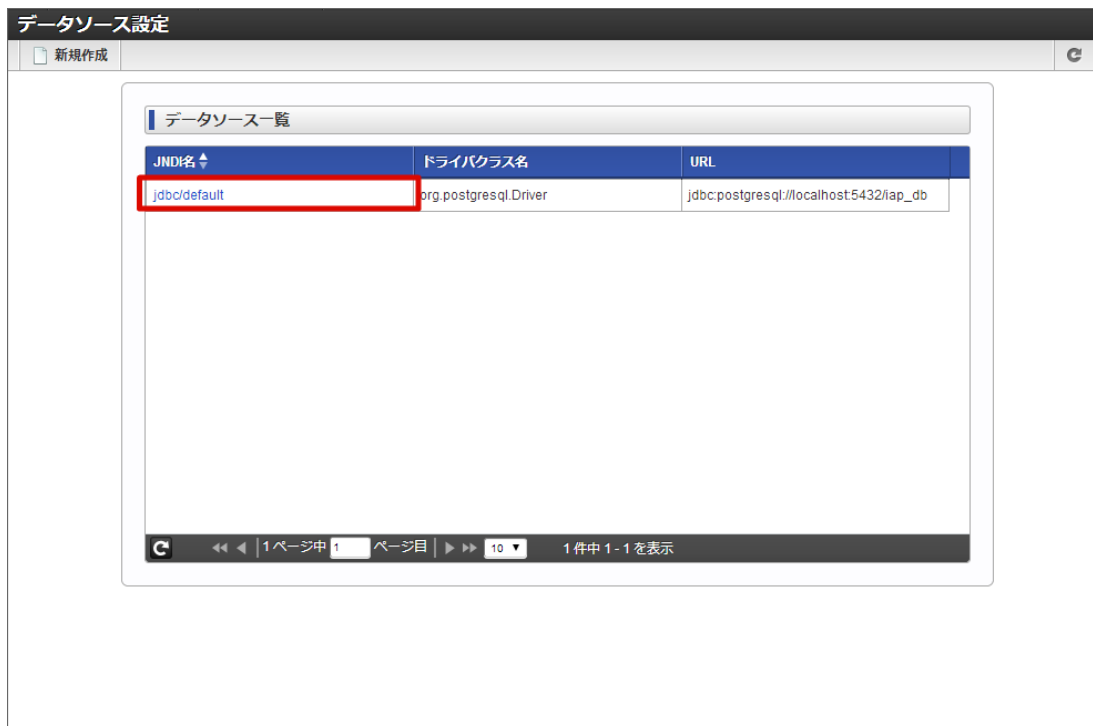 データソース設定
新規作成
データソース一覧
JNDI名 ドライバクラス名 URL
jdbc/default org.postgresql.Driver jdbc:postgresql://localhost:5432/iap_db
1 ページ中 1 ページ目 10 1 件中 1 - 1 を表示